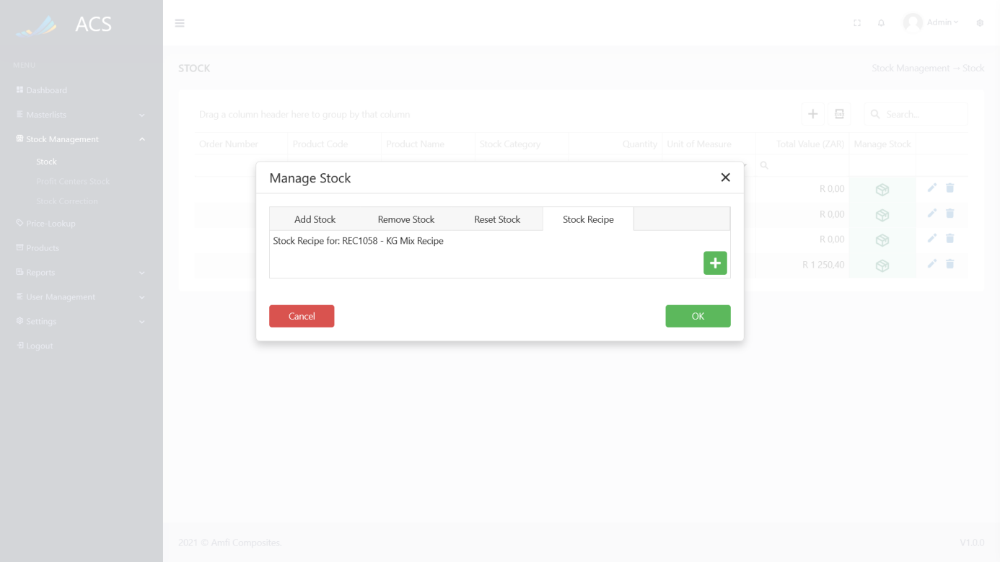 ACS
Admin
MENU
STOCK
Stock Management → Stock
Dashboard
Masterlists
Stock Management
Stock
Profit Centers Stock
Stock Correction
Price-Lookup
Products
Reports
User Management
Settings
Logout
Drag a column header here to group by that column
Search...
Order Number Product Code Product Name Stock Category Quantity Unit of Measure Total Value (ZAR) Manage Stock
R 0,00
R 0,00
R 0,00
R 1 250,40
Manage Stock
Add Stock Remove Stock Reset Stock Stock Recipe
Stock Recipe for: REC1058 - KG Mix Recipe
Cancel OK
2021 © Amfi Composites.
V1.0.0